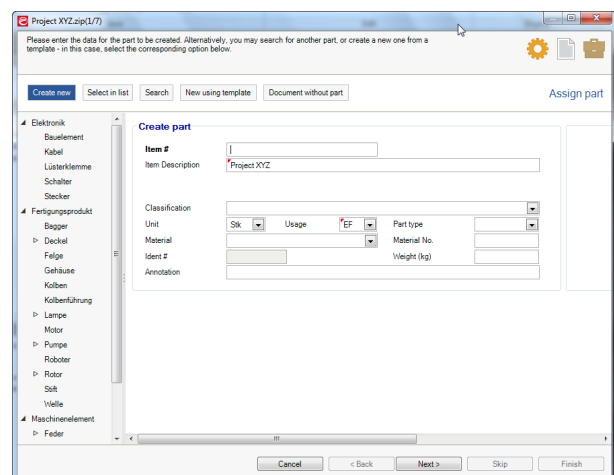 Project XYZ.zip(1/7)
Please enter the data for the part to be created. Alternatively, you may search for another part, or create a new one from a
template - in this case, select the corresponding option below.
Create new Select in list Search New using template Document without part Assign part
Elektronik
Bauelement
Kabel
Lüsterklemme
Schalter
Stecker
Fertigungsprodukt
Bagger
Deckel
Felge
Gehäuse
Kolben
Kolbenführung
Lampe
Motor
Pumpe
Roboter
Rotor
Stift
Welle
Maschinenelement
Feder
Create part
Item #
Item Description Project XYZ
Classification
Unit Stk Usage EF Part type
Material Material No.
Ident # Weight (kg)
Annotation
Cancel < Back Next > Skip Finish